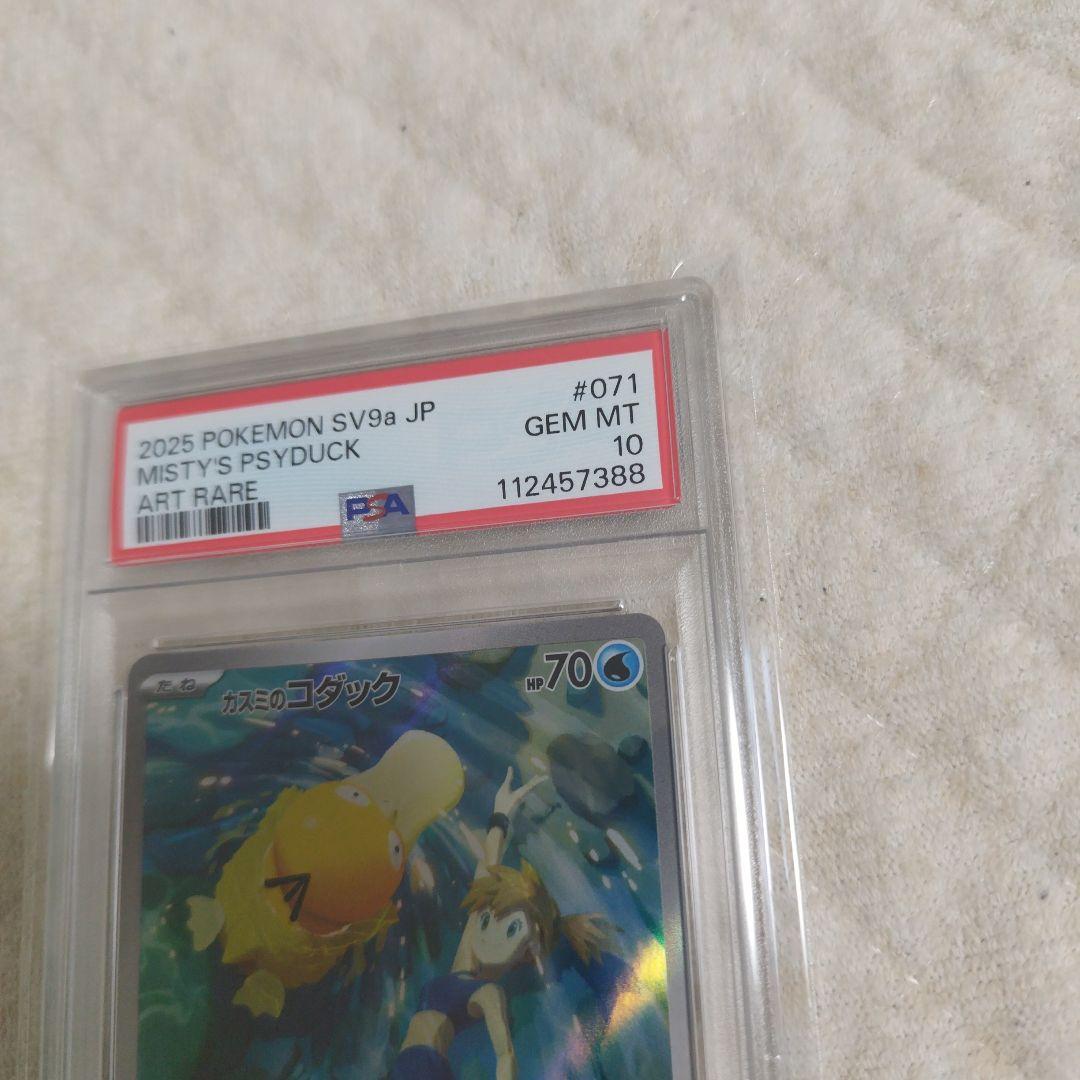 2025 POKEMON SV9a JP
MISTY'S PSYDUCK
ART RARE
#071
GEM MT
10
112457388
PSA
たね
カスミのコダック
HP70